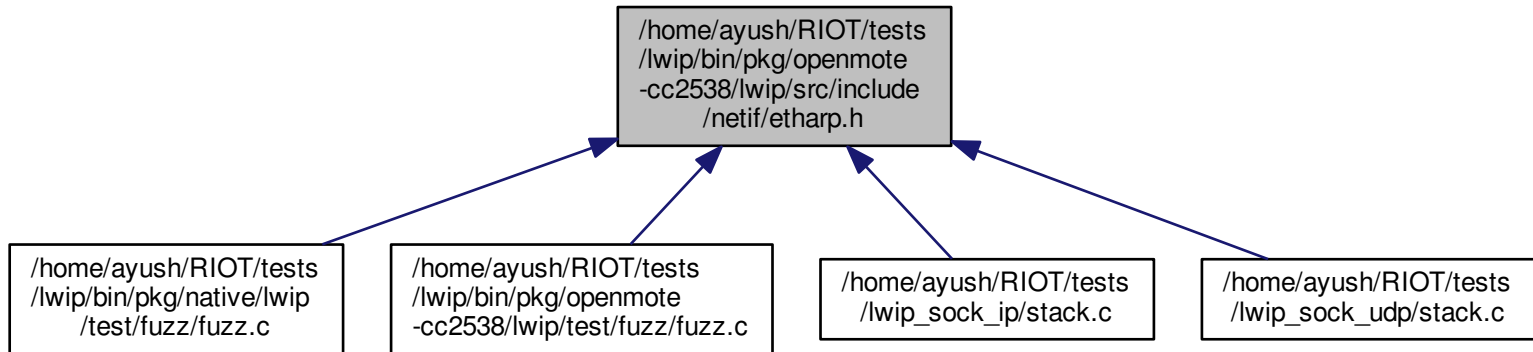 /home/ayush/RIOT/tests
/lwip/bin/pkg/openmote
-cc2538/lwip/src/include
/netif/etharp.h
/home/ayush/RIOT/tests
/lwip/bin/pkg/native/lwip
/test/fuzz/fuzz.c
/home/ayush/RIOT/tests
/lwip/bin/pkg/openmote
-cc2538/lwip/test/fuzz/fuzz.c
/home/ayush/RIOT/tests
/lwip_sock_ip/stack.c
/home/ayush/RIOT/tests
/lwip_sock_udp/stack.c